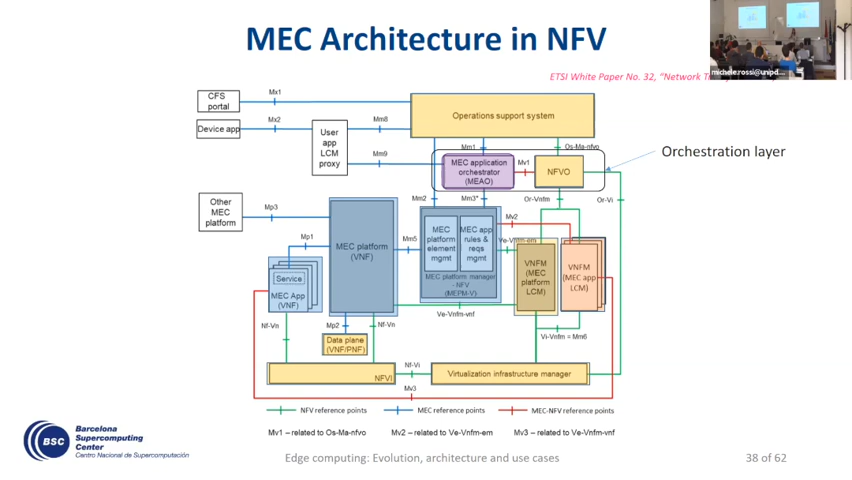 MEC Architecture in NFV
michele.rossi@unipd....
ETSI White Paper No. 32, "Network
CFS
portal
Mx1
Operations support system
Device app
Mx2
User
app
LCM
proxy
Mm8
Mm9
Mm1
Os-Ma-nfvo
Orchestration layer
MEC application
orchestrator
(MEAO)
Mv1
NFVO
Mm2
Mm3*
Or-Vnfm
Or-Vi
Other
MEC
platform
Mp3
MEC platform
(VNF)
Mm5
MEC
platform
element
mgmt
MEC app
rules &
reqs
mgmt
MEC platform manager
- NFV
(MEPM-V)
Mv2
Ve-Vnfm-em
VNFM
(MEC
platform
LCM)
VNFM
(MEC app
LCM)
Mp1
Service
MEC App
(VNF)
Ve-Vnfm-vnf
Nf-Vn
Mp2
Nf-Vn
Data plane
(VNF/PNF)
Vi-Vnfm = Mm6
NFVI
Nf-Vi
Virtualization infrastructure manager
Mv3
NFV reference points
MEC reference points
MEC-NFV reference points
Mv1 – related to Os-Ma-nfvo
Mv2 – related to Ve-Vnfm-em
Mv3 – related to Ve-Vnfm-vnf
BSC
Barcelona
Supercomputing
Center
Centro Nacional de Supercomputación
Edge computing: Evolution, architecture and use cases
38 of 62